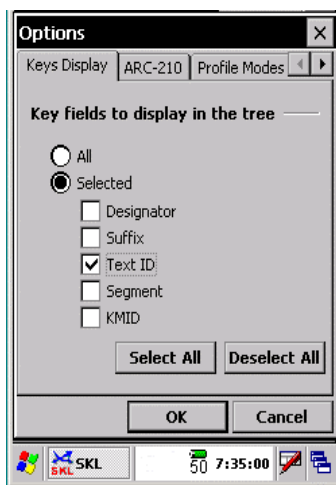 Options
Keys Display ARC-210 Profile Modes
Key fields to display in the tree
All
Selected
Designator
Suffix
Text ID
Segment
KMID
Select All Deselect All
OK Cancel
SKL SKL 50 7:35:00